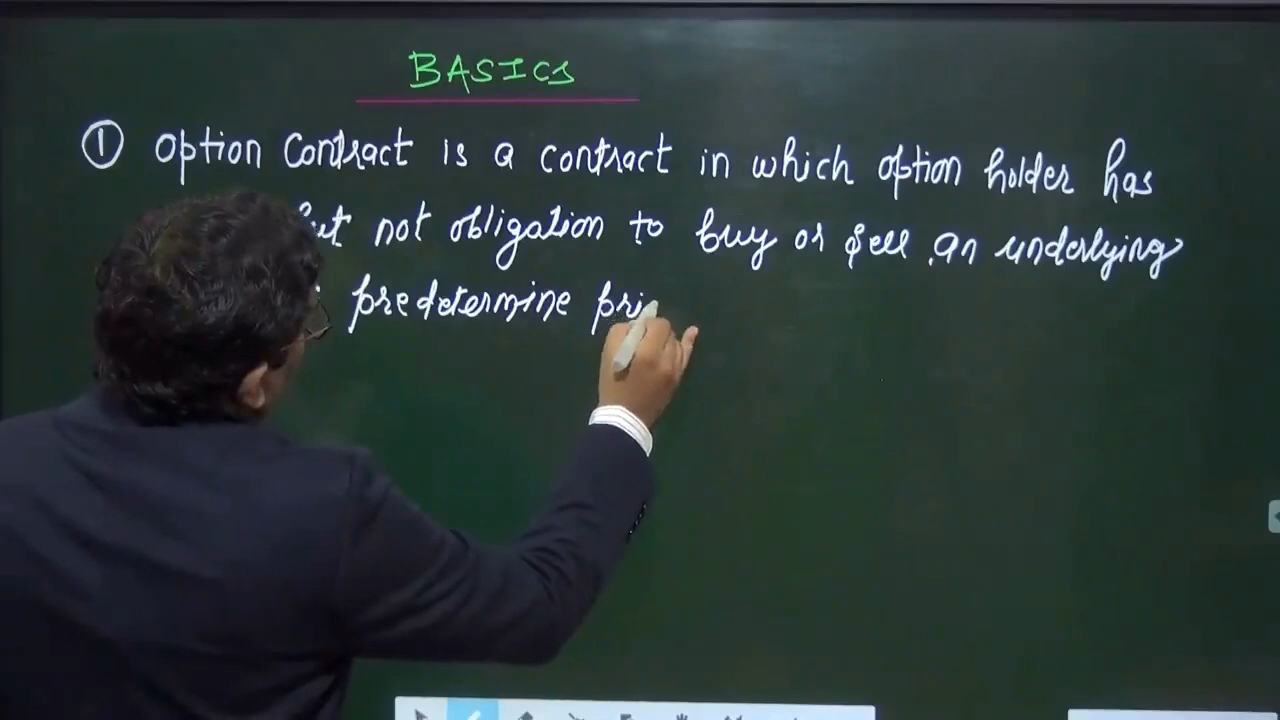 BASICS
① Option Contract is a contract in which option holder has
but not obligation to buy or sell an underlying
predetermine pri